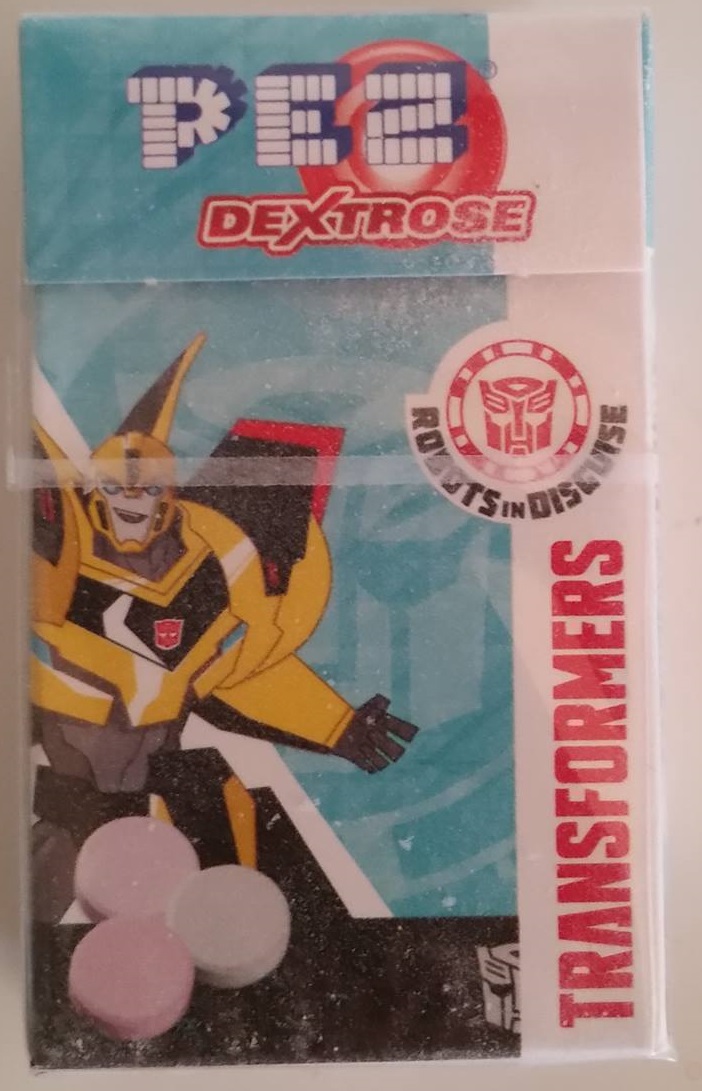 PEZ®
DEXTROSE
ROBOTS IN DISGUISE
TRANSFORMERS